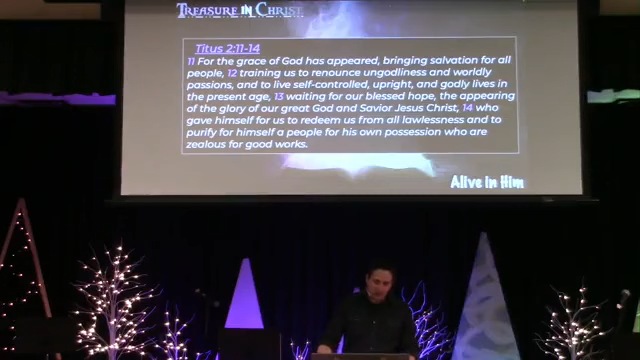 TREASURE IN CHRIST
Titus 2:11-14
11 For the grace of God has appeared, bringing salvation for all
people, 12 training us to renounce ungodliness and worldly
passions, and to live self-controlled, upright, and godly lives in
the present age, 13 waiting for our blessed hope, the appearing
of the glory of our great God and Savior Jesus Christ, 14 who
gave himself for us to redeem us from all lawlessness and to
purify for himself a people for his own possession who are
zealous for good works.
Alive in Him